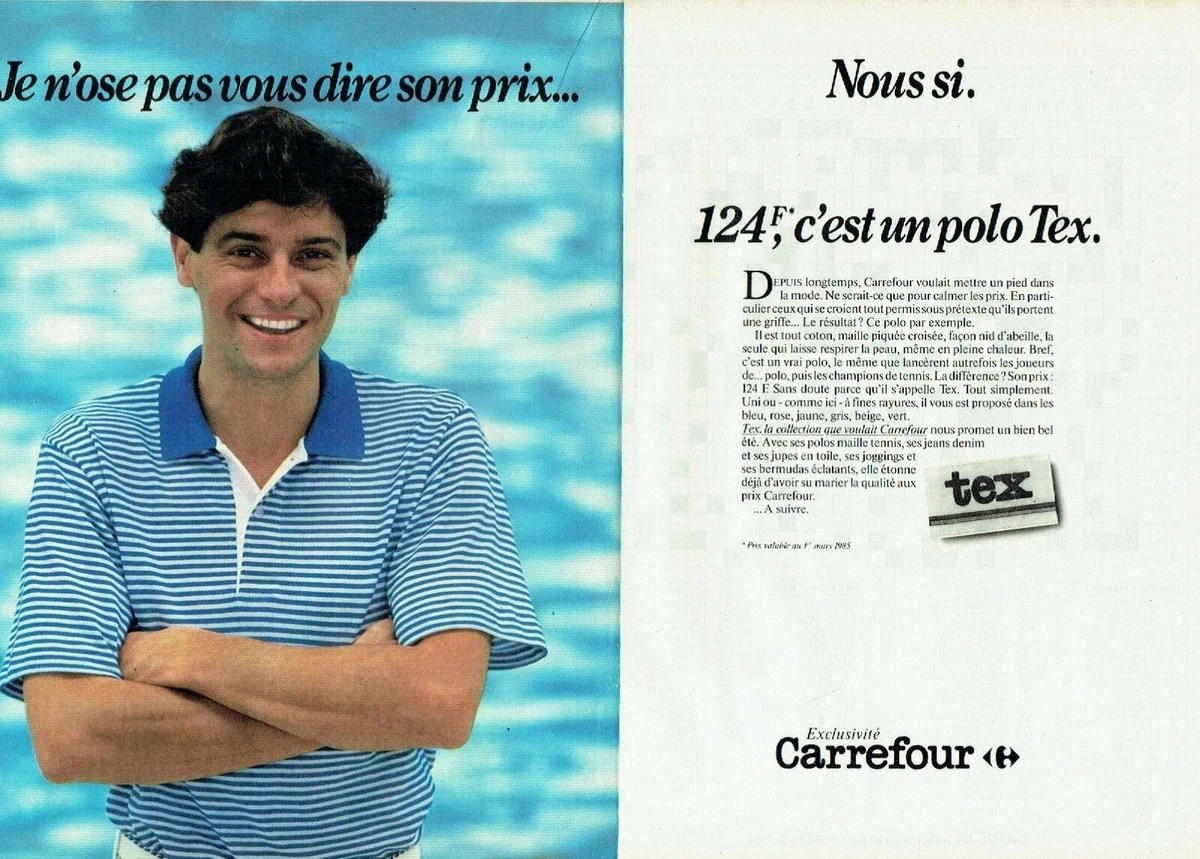 Je n'ose pas vous dire son prix...
Nous si.
124F,* c'est un polo Tex.
DEPUIS longtemps, Carrefour voulait mettre un pied dans
la mode. Ne serait-ce que pour calmer les prix. En parti-
culier ceux qui se croient tout permis sous prétexte qu'ils portent
une griffe... Le résultat ? Ce polo par exemple.
Il est tout coton, maille piquée croisée, façon nid d'abeille, la
seule qui laisse respirer la peau, même en pleine chaleur. Bref,
c'est un vrai polo, le même que lancèrent autrefois les joueurs
de... polo, puis les champions de tennis. La différence ? Son prix :
124 F. Sans doute parce qu'il s'appelle Tex. Tout simplement.
Uni ou - comme ici - à fines rayures, il vous est proposé dans les
bleu, rose, jaune, gris, beige, vert.
Tex, la collection que voulait Carrefour nous promet un bien bel
été. Avec ses polos maille tennis, ses jeans denim
et ses jupes en toile, ses joggings et
ses bermudas éclatants, elle étonne
déjà d'avoir su marier la qualité aux
prix Carrefour.
... A suivre.
tex
* Prix valable au 1er mars 1985
Exclusivité
Carrefour